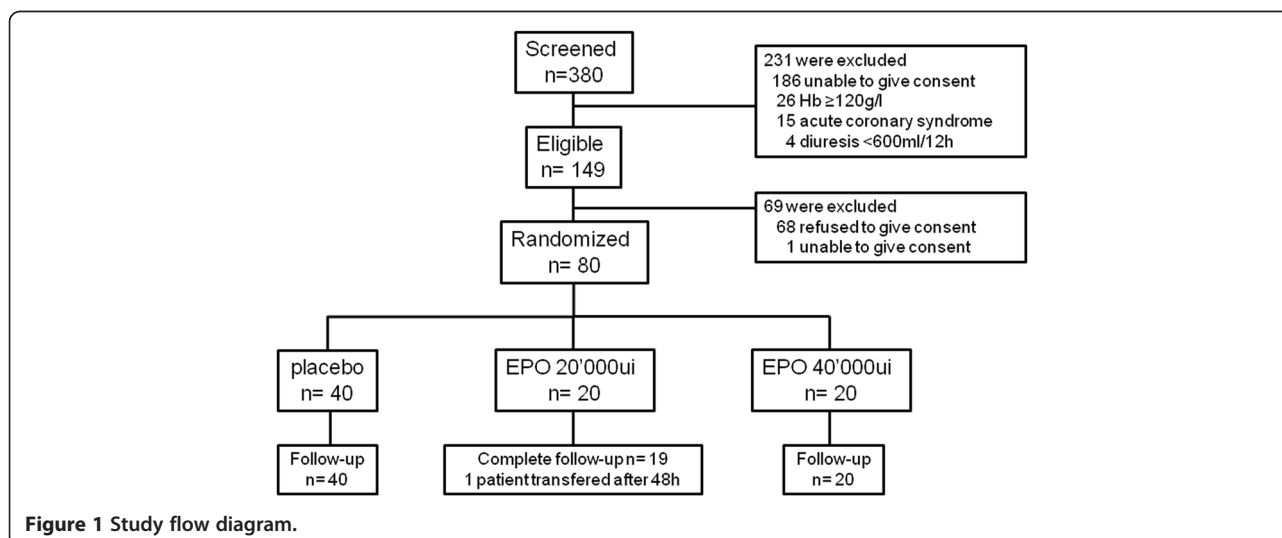 Screened
n=380
231 were excluded
186 unable to give consent
26 Hb ≥120g/l
15 acute coronary syndrome
4 diuresis <600ml/12h
Eligible
n= 149
69 were excluded
68 refused to give consent
1 unable to give consent
Randomized
n= 80
placebo
n= 40
EPO 20'000ui
n= 20
EPO 40'000ui
n= 20
Follow-up
n= 40
Complete follow-up n= 19
1 patient transfered after 48h
Follow-up
n= 20
Figure 1 Study flow diagram.